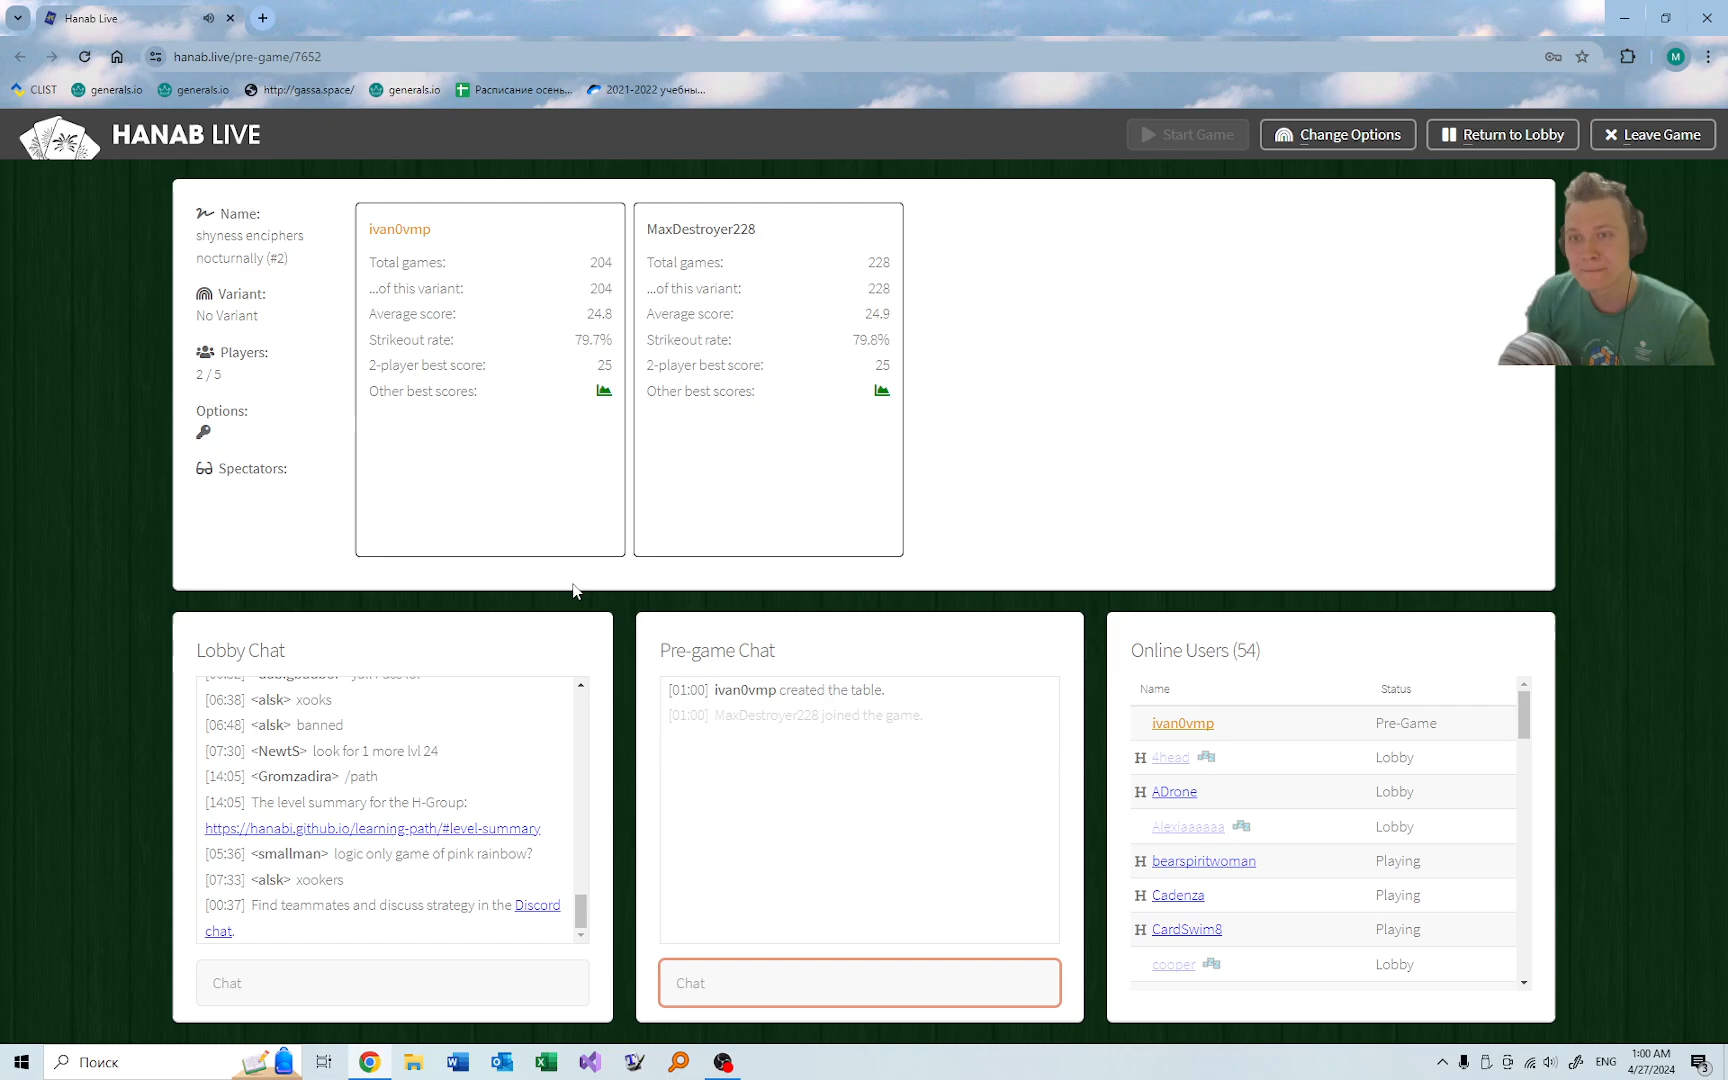 Hanab Live
hanab.live/pre-game/7652
M
CLIST
generals.io
generals.io
http://gassa.space/
generals.io
Расписание осень...
2021-2022 учебны...
HANAB LIVE
Start Game
Change Options
Return to Lobby
Leave Game
Name:
shyness enciphers
nocturnally (#2)
Variant:
No Variant
Players:
2 / 5
Options:
Spectators:
ivan0vmp
Total games: 204
...of this variant: 204
Average score: 24.8
Strikeout rate: 79.7%
2-player best score: 25
Other best scores:
MaxDestroyer228
Total games: 228
...of this variant: 228
Average score: 24.9
Strikeout rate: 79.8%
2-player best score: 25
Other best scores:
Lobby Chat
[06:38] <alsk> xooks
[06:48] <alsk> banned
[07:30] <NewtS> look for 1 more lvl 24
[14:05] <Gromzadira> /path
[14:05] The level summary for the H-Group:
https://hanabi.github.io/learning-path/#level-summary
[05:36] <smallman> logic only game of pink rainbow?
[07:33] <alsk> xookers
[00:37] Find teammates and discuss strategy in the Discord
chat.
Chat
Pre-game Chat
[01:00] ivan0vmp created the table.
[01:00] MaxDestroyer228 joined the game.
Chat
Online Users (54)
Name Status
ivan0vmp Pre-Game
H 4head Lobby
H ADrone Lobby
Alexiaaaaaa Lobby
H bearspiritwoman Playing
H Cadenza Playing
H CardSwim8 Playing
cooper Lobby
Поиск
ENG
1:00 AM
4/27/2024
3